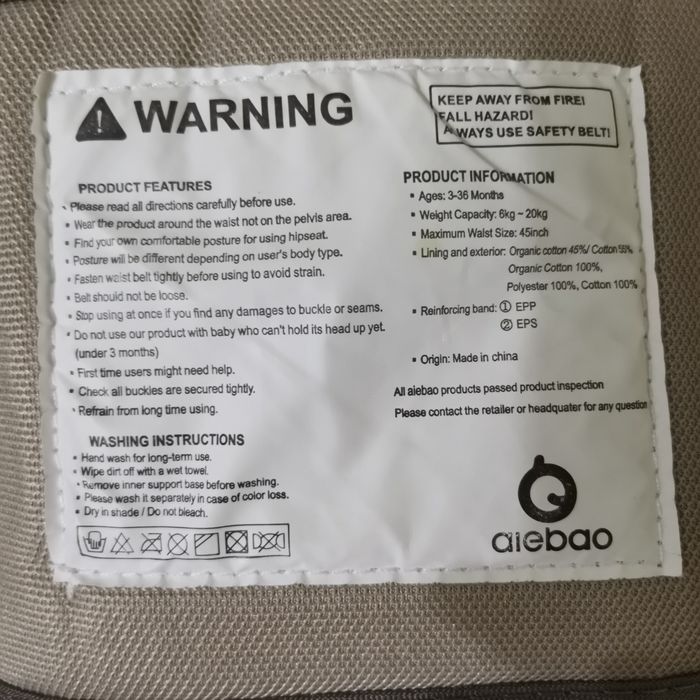 WARNING
KEEP AWAY FROM FIRE!
FALL HAZARD!
ALWAYS USE SAFETY BELT!
PRODUCT FEATURES
• Please read all directions carefully before use.
• Wear the product around the waist not on the pelvis area.
• Find your own comfortable posture for using hipseat.
• Posture will be different depending on user's body type.
• Fasten waist belt tightly before using to avoid strain.
• Belt should not be loose.
• Stop using at once if you find any damages to buckle or seams.
• Do not use our product with baby who can't hold its head up yet.
(under 3 months)
• First time users might need help.
• Check all buckies are secured tightly.
• Refrain from long time using.
WASHING INSTRUCTIONS
• Hand wash for long-term use.
• Wipe dirt off with a wet towel.
• Remove inner support base before washing.
• Please wash it separately in case of color loss.
• Dry in shade / Do not bleach.
PRODUCT INFORMATION
• Ages: 3-36 Months
• Weight Capacity: 6kg ~ 20kg
• Maximum Waist Size: 45inch
• Lining and exterior: Organic cotton 45%/ Cotton 55%
Organic Cotton 100%,
Polyester 100%, Cotton 100%
• Reinforcing band: ① EPP
② EPS
• Origin: Made in china
All aiebao products passed product inspection
Please contact the retailer or headquater for any question
aiebao